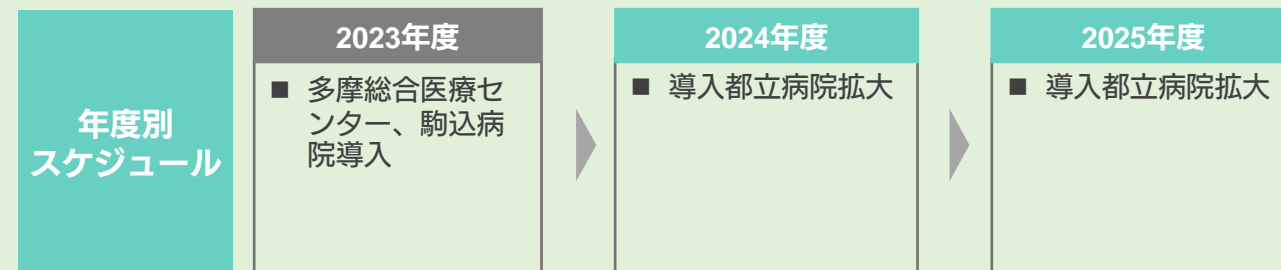 年度別
スケジュール
2023年度
■ 多摩総合医療セ
ンター、駒込病
院導入
2024年度
■ 導入都立病院拡大
2025年度
■ 導入都立病院拡大